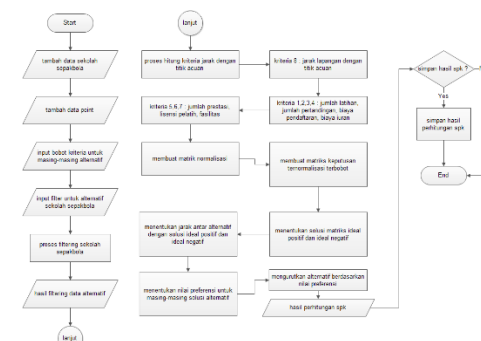 Start
tambah data sekolah
sepakbola
tambah data point
input bobot kriteria untuk
masing-masing alternatif
input filter untuk alternatif
sekolah sepakbola
proses filtering sekolah
sepakbola
hasil filtering data alternatif
lanjut
lanjut
proses hitung kriteria jarak dengan
titik acuan
kriteria 8 : jarak lapangan dengan
titik acuan
kriteria 5,6,7 : jumlah prestasi,
lisensi pelatih, fasilitas
kriteria 1,2,3,4 : jumlah latihan,
jumlah pertandingan, biaya
pendaftaran, biaya iuran
membuat matrik normalisasi
membuat matriks keputusan
ternormalisasi terbobot
menentukan jarak antar alternatif
dengan solusi ideal positif dan
ideal negatif
menentukan solusi matriks ideal
positif dan ideal negatif
menentukan nilai preferensi untuk
masing-masing solusi alternatif
mengurutkan alternatif berdasarkan
nilai preferensi
hasil perhitungan spk
simpan hasil spk ?
Yes
simpan hasil
perhitungan spk
End